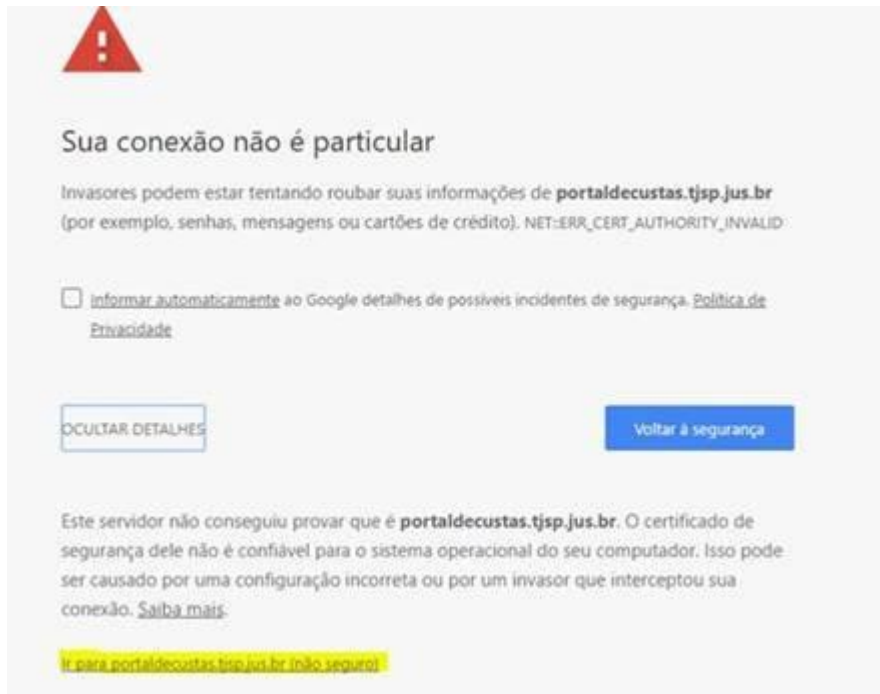 Sua conexão não é particular
Invasores podem estar tentando roubar suas informações de portaldecustas.tjsp.jus.br
(por exemplo, senhas, mensagens ou cartões de crédito). NET::ERR_CERT_AUTHORITY_INVALID
Informar automaticamente ao Google detalhes de possíveis incidentes de segurança. Política de
Privacidade
OCULTAR DETALHES
Voltar à segurança
Este servidor não conseguiu provar que é portaldecustas.tjsp.jus.br. O certificado de
segurança dele não é confiável para o sistema operacional do seu computador. Isso pode
ser causado por uma configuração incorreta ou por um invasor que interceptou sua
conexão. Saiba mais.
Ir para portaldecustas.tjsp.jus.br (não seguro)